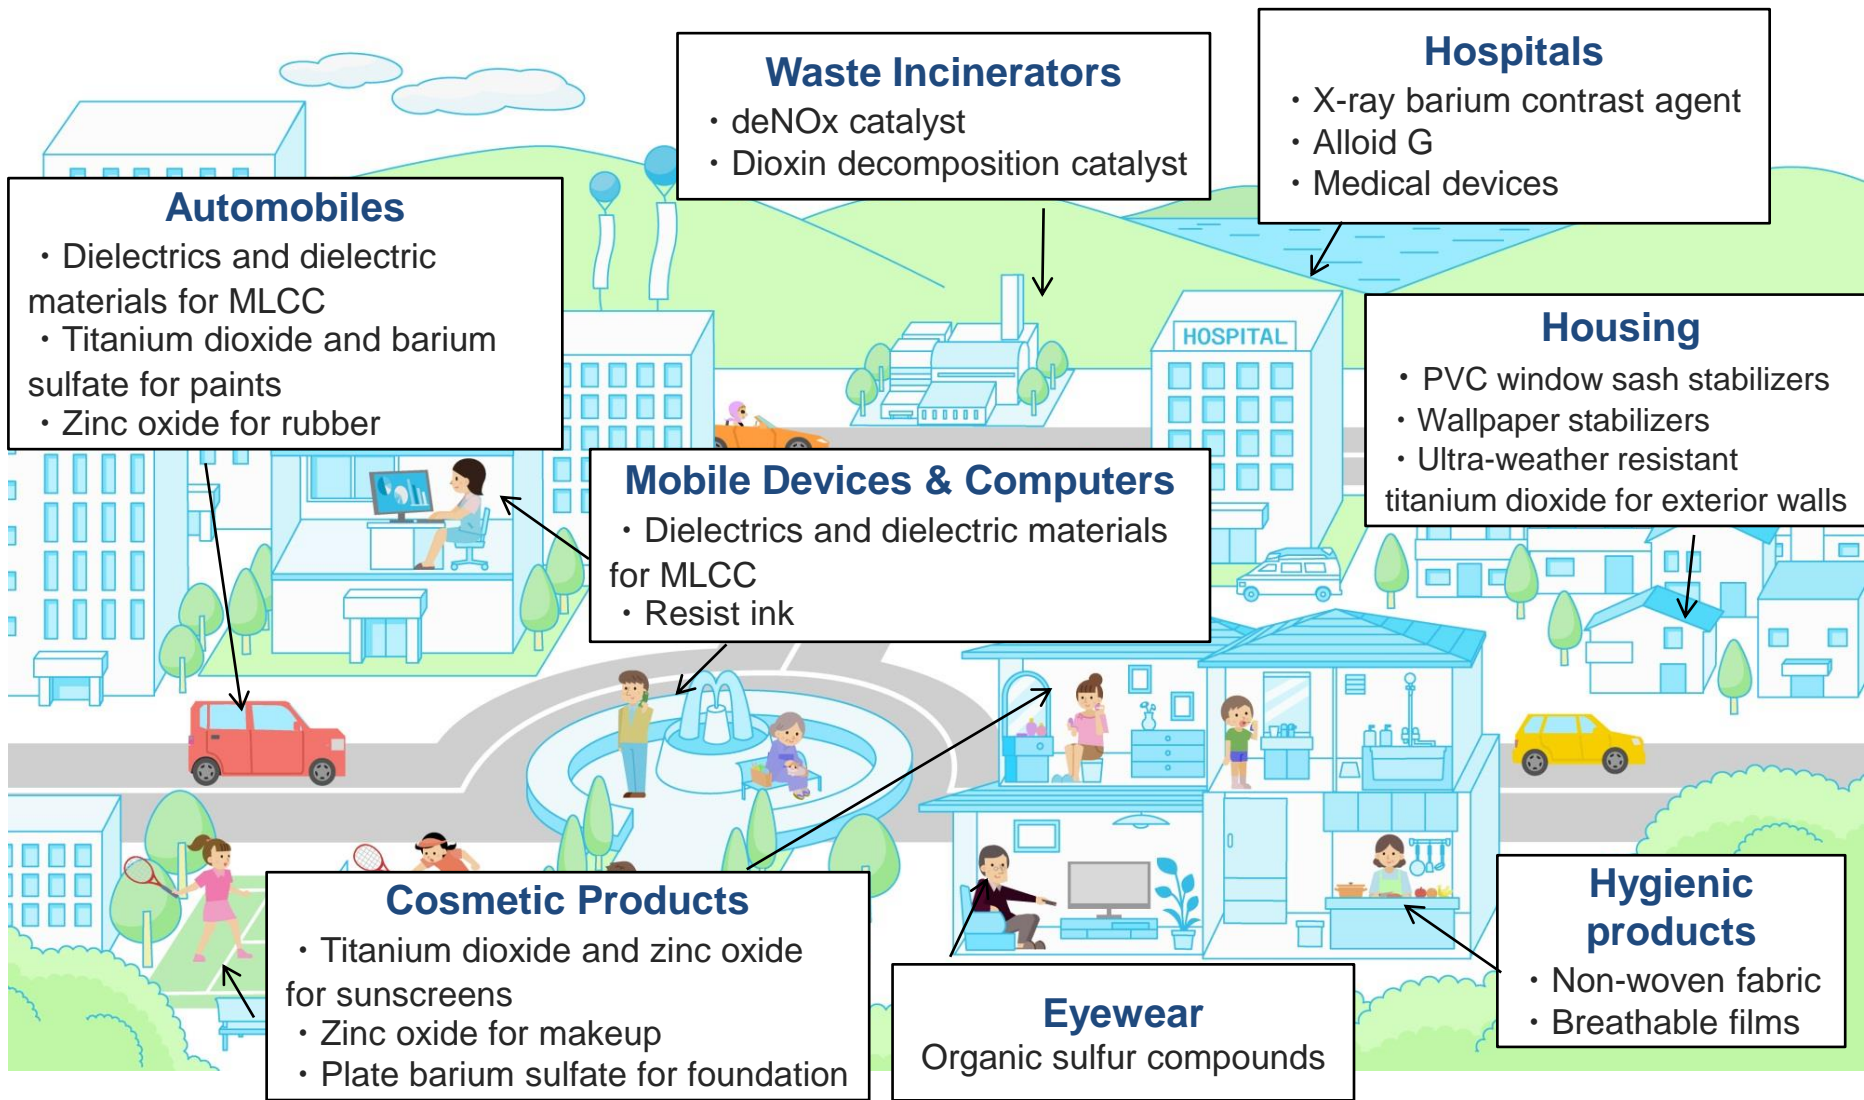 Waste Incinerators
・deNOx catalyst
・Dioxin decomposition catalyst
Hospitals
・X-ray barium contrast agent
・Alloid G
・Medical devices
Automobiles
・Dielectrics and dielectric
materials for MLCC
・Titanium dioxide and barium
sulfate for paints
・Zinc oxide for rubber
HOSPITAL
Housing
・PVC window sash stabilizers
・Wallpaper stabilizers
・Ultra-weather resistant
titanium dioxide for exterior walls
Mobile Devices & Computers
・Dielectrics and dielectric materials
for MLCC
・Resist ink
Cosmetic Products
・Titanium dioxide and zinc oxide
for sunscreens
・Zinc oxide for makeup
・Plate barium sulfate for foundation
Eyewear
Organic sulfur compounds
Hygienic
products
・Non-woven fabric
・Breathable films